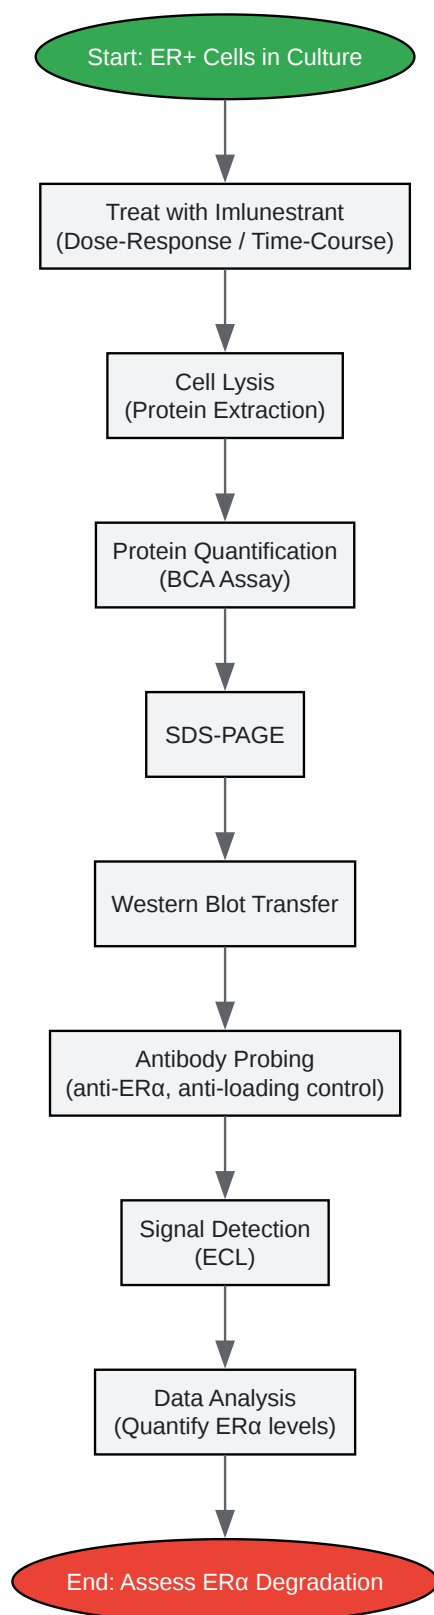 Start: ER+ Cells in Culture
Treat with Imlunestrant
(Dose-Response / Time-Course)
Cell Lysis
(Protein Extraction)
Protein Quantification
(BCA Assay)
SDS-PAGE
Western Blot Transfer
Antibody Probing
(anti-ERα, anti-loading control)
Signal Detection
(ECL)
Data Analysis
(Quantify ERα levels)
End: Assess ERα Degradation